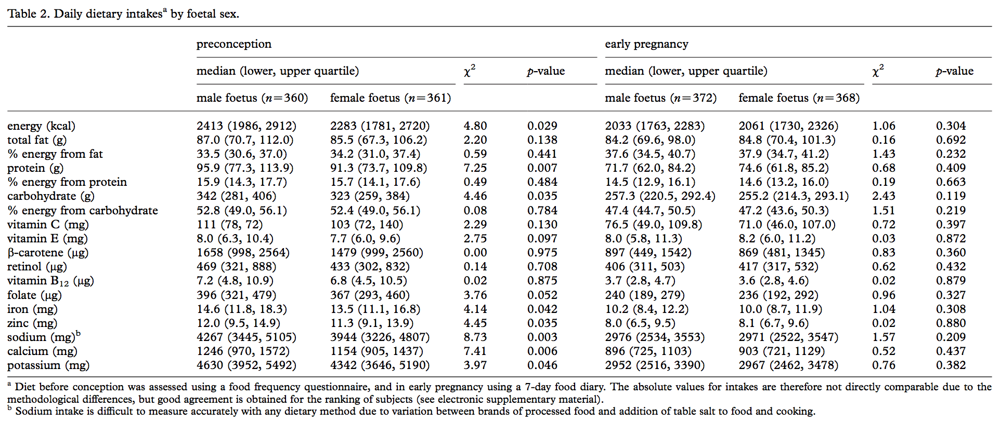 Table 2. Daily dietary intakesᵃ by foetal sex.
preconception early pregnancy
median (lower, upper quartile) χ² p-value median (lower, upper quartile) χ² p-value
male foetus (n=360) female foetus (n=361) male foetus (n=372) female foetus (n=368)
energy (kcal) 2413 (1986, 2912) 2283 (1781, 2720) 4.80 0.029 2033 (1763, 2283) 2061 (1730, 2326) 1.06 0.304
total fat (g) 87.0 (70.7, 112.0) 85.5 (67.3, 106.2) 2.20 0.138 84.2 (69.6, 98.0) 84.8 (70.4, 101.3) 0.16 0.692
% energy from fat 33.5 (30.6, 37.0) 34.2 (31.0, 37.4) 0.59 0.441 37.6 (34.5, 40.7) 37.9 (34.7, 41.2) 1.43 0.232
protein (g) 95.9 (77.3, 113.9) 91.3 (73.7, 109.8) 7.25 0.007 71.7 (62.0, 84.2) 74.6 (61.8, 85.2) 0.68 0.409
% energy from protein 15.9 (14.3, 17.7) 15.7 (14.1, 17.6) 0.49 0.484 14.5 (12.9, 16.1) 14.6 (13.2, 16.0) 0.19 0.663
carbohydrate (g) 342 (281, 406) 323 (259, 384) 4.46 0.035 257.3 (220.5, 292.4) 255.2 (214.3, 293.1) 2.43 0.119
% energy from carbohydrate 52.8 (49.0, 56.1) 52.4 (49.0, 56.1) 0.08 0.784 47.4 (44.7, 50.5) 47.2 (43.6, 50.3) 1.51 0.219
vitamin C (mg) 111 (78, 72) 103 (72, 140) 2.29 0.130 76.5 (49.0, 109.8) 71.0 (46.0, 107.0) 0.72 0.397
vitamin E (mg) 8.0 (6.3, 10.4) 7.7 (6.0, 9.6) 2.75 0.097 8.0 (5.8, 11.3) 8.2 (6.0, 11.2) 0.03 0.872
β-carotene (μg) 1658 (998, 2564) 1479 (999, 2560) 0.00 0.975 897 (449, 1542) 869 (481, 1345) 0.83 0.360
retinol (μg) 469 (321, 888) 433 (302, 832) 0.14 0.708 406 (311, 503) 417 (317, 532) 0.62 0.432
vitamin B₁₂ (μg) 7.2 (4.8, 10.9) 6.8 (4.5, 10.5) 0.02 0.875 3.7 (2.8, 4.7) 3.6 (2.8, 4.6) 0.02 0.879
folate (μg) 396 (321, 479) 367 (293, 460) 3.76 0.052 240 (189, 279) 236 (192, 292) 0.96 0.327
iron (mg) 14.6 (11.8, 18.3) 13.5 (11.1, 16.8) 4.14 0.042 10.2 (8.4, 12.2) 10.0 (8.7, 11.9) 1.04 0.308
zinc (mg) 12.0 (9.5, 14.9) 11.3 (9.1, 13.9) 4.45 0.035 8.0 (6.5, 9.5) 8.1 (6.7, 9.6) 0.02 0.880
sodium (mg)ᵇ 4267 (3445, 5105) 3944 (3226, 4807) 8.73 0.003 2976 (2534, 3553) 2971 (2522, 3547) 1.57 0.209
calcium (mg) 1246 (970, 1572) 1154 (905, 1437) 7.41 0.006 896 (725, 1103) 903 (721, 1129) 0.52 0.437
potassium (mg) 4630 (3952, 5492) 4342 (3646, 5190) 3.97 0.046 2952 (2516, 3390) 2967 (2462, 3478) 0.76 0.382
ᵃ Diet before conception was assessed using a food frequency questionnaire, and in early pregnancy using a 7-day food diary. The absolute values for intakes are therefore not directly comparable due to the
methodological differences, but good agreement is obtained for the ranking of subjects (see electronic supplementary material).
ᵇ Sodium intake is difficult to measure accurately with any dietary method due to variation between brands of processed food and addition of table salt to food and cooking.